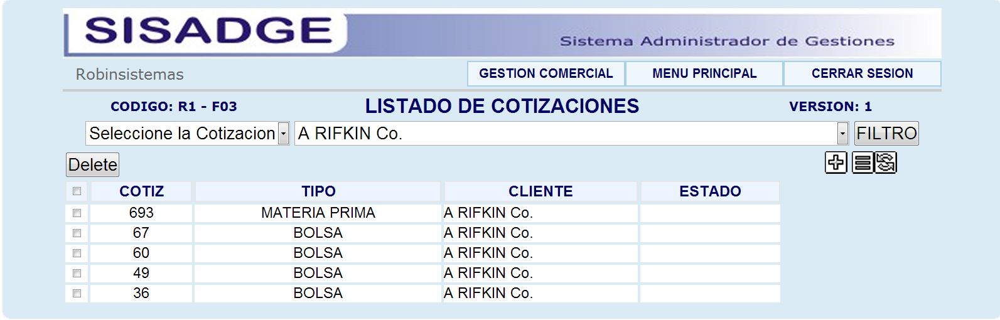 SISADGE
Sistema Administrador de Gestiones
Robinsistemas
GESTION COMERCIAL MENU PRINCIPAL CERRAR SESION
CODIGO: R1 - F03 LISTADO DE COTIZACIONES VERSION: 1
Seleccione la Cotizacion A RIFKIN Co. FILTRO
Delete
COTIZ TIPO CLIENTE ESTADO
693 MATERIA PRIMA A RIFKIN Co.
67 BOLSA A RIFKIN Co.
60 BOLSA A RIFKIN Co.
49 BOLSA A RIFKIN Co.
36 BOLSA A RIFKIN Co.